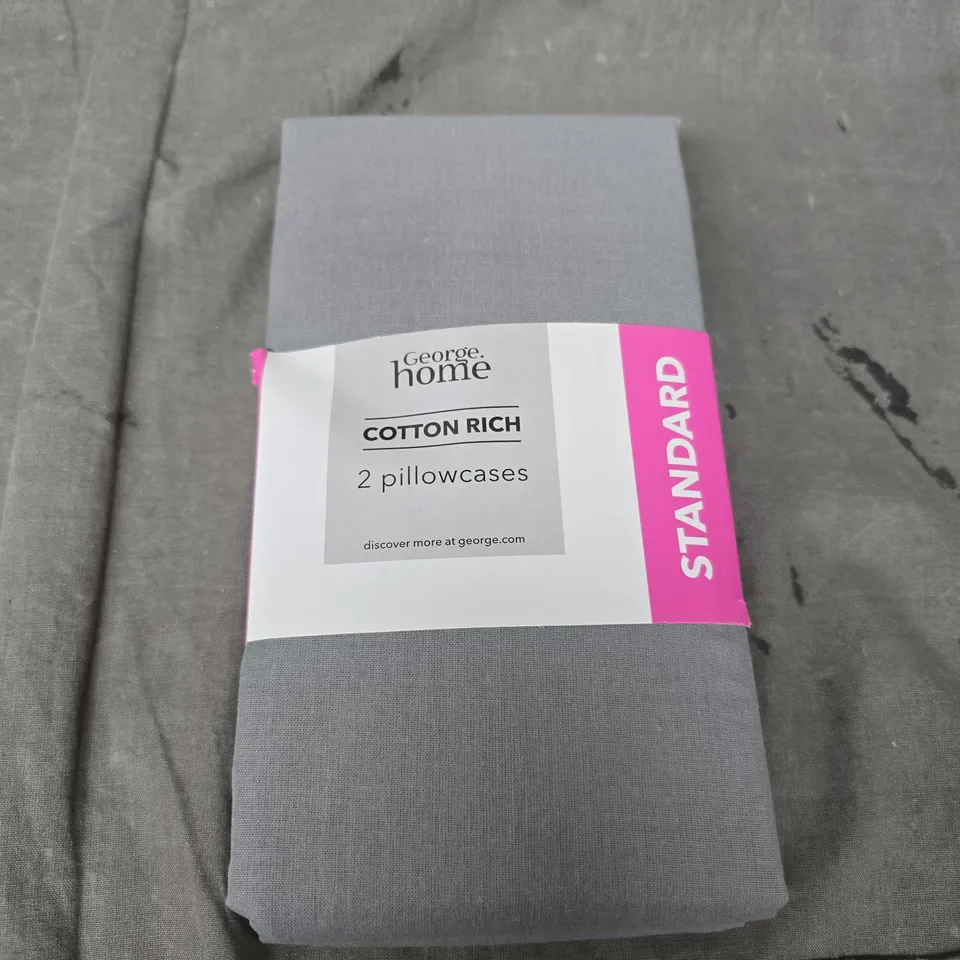 George.
home
COTTON RICH
2 pillowcases
discover more at george.com
STANDARD